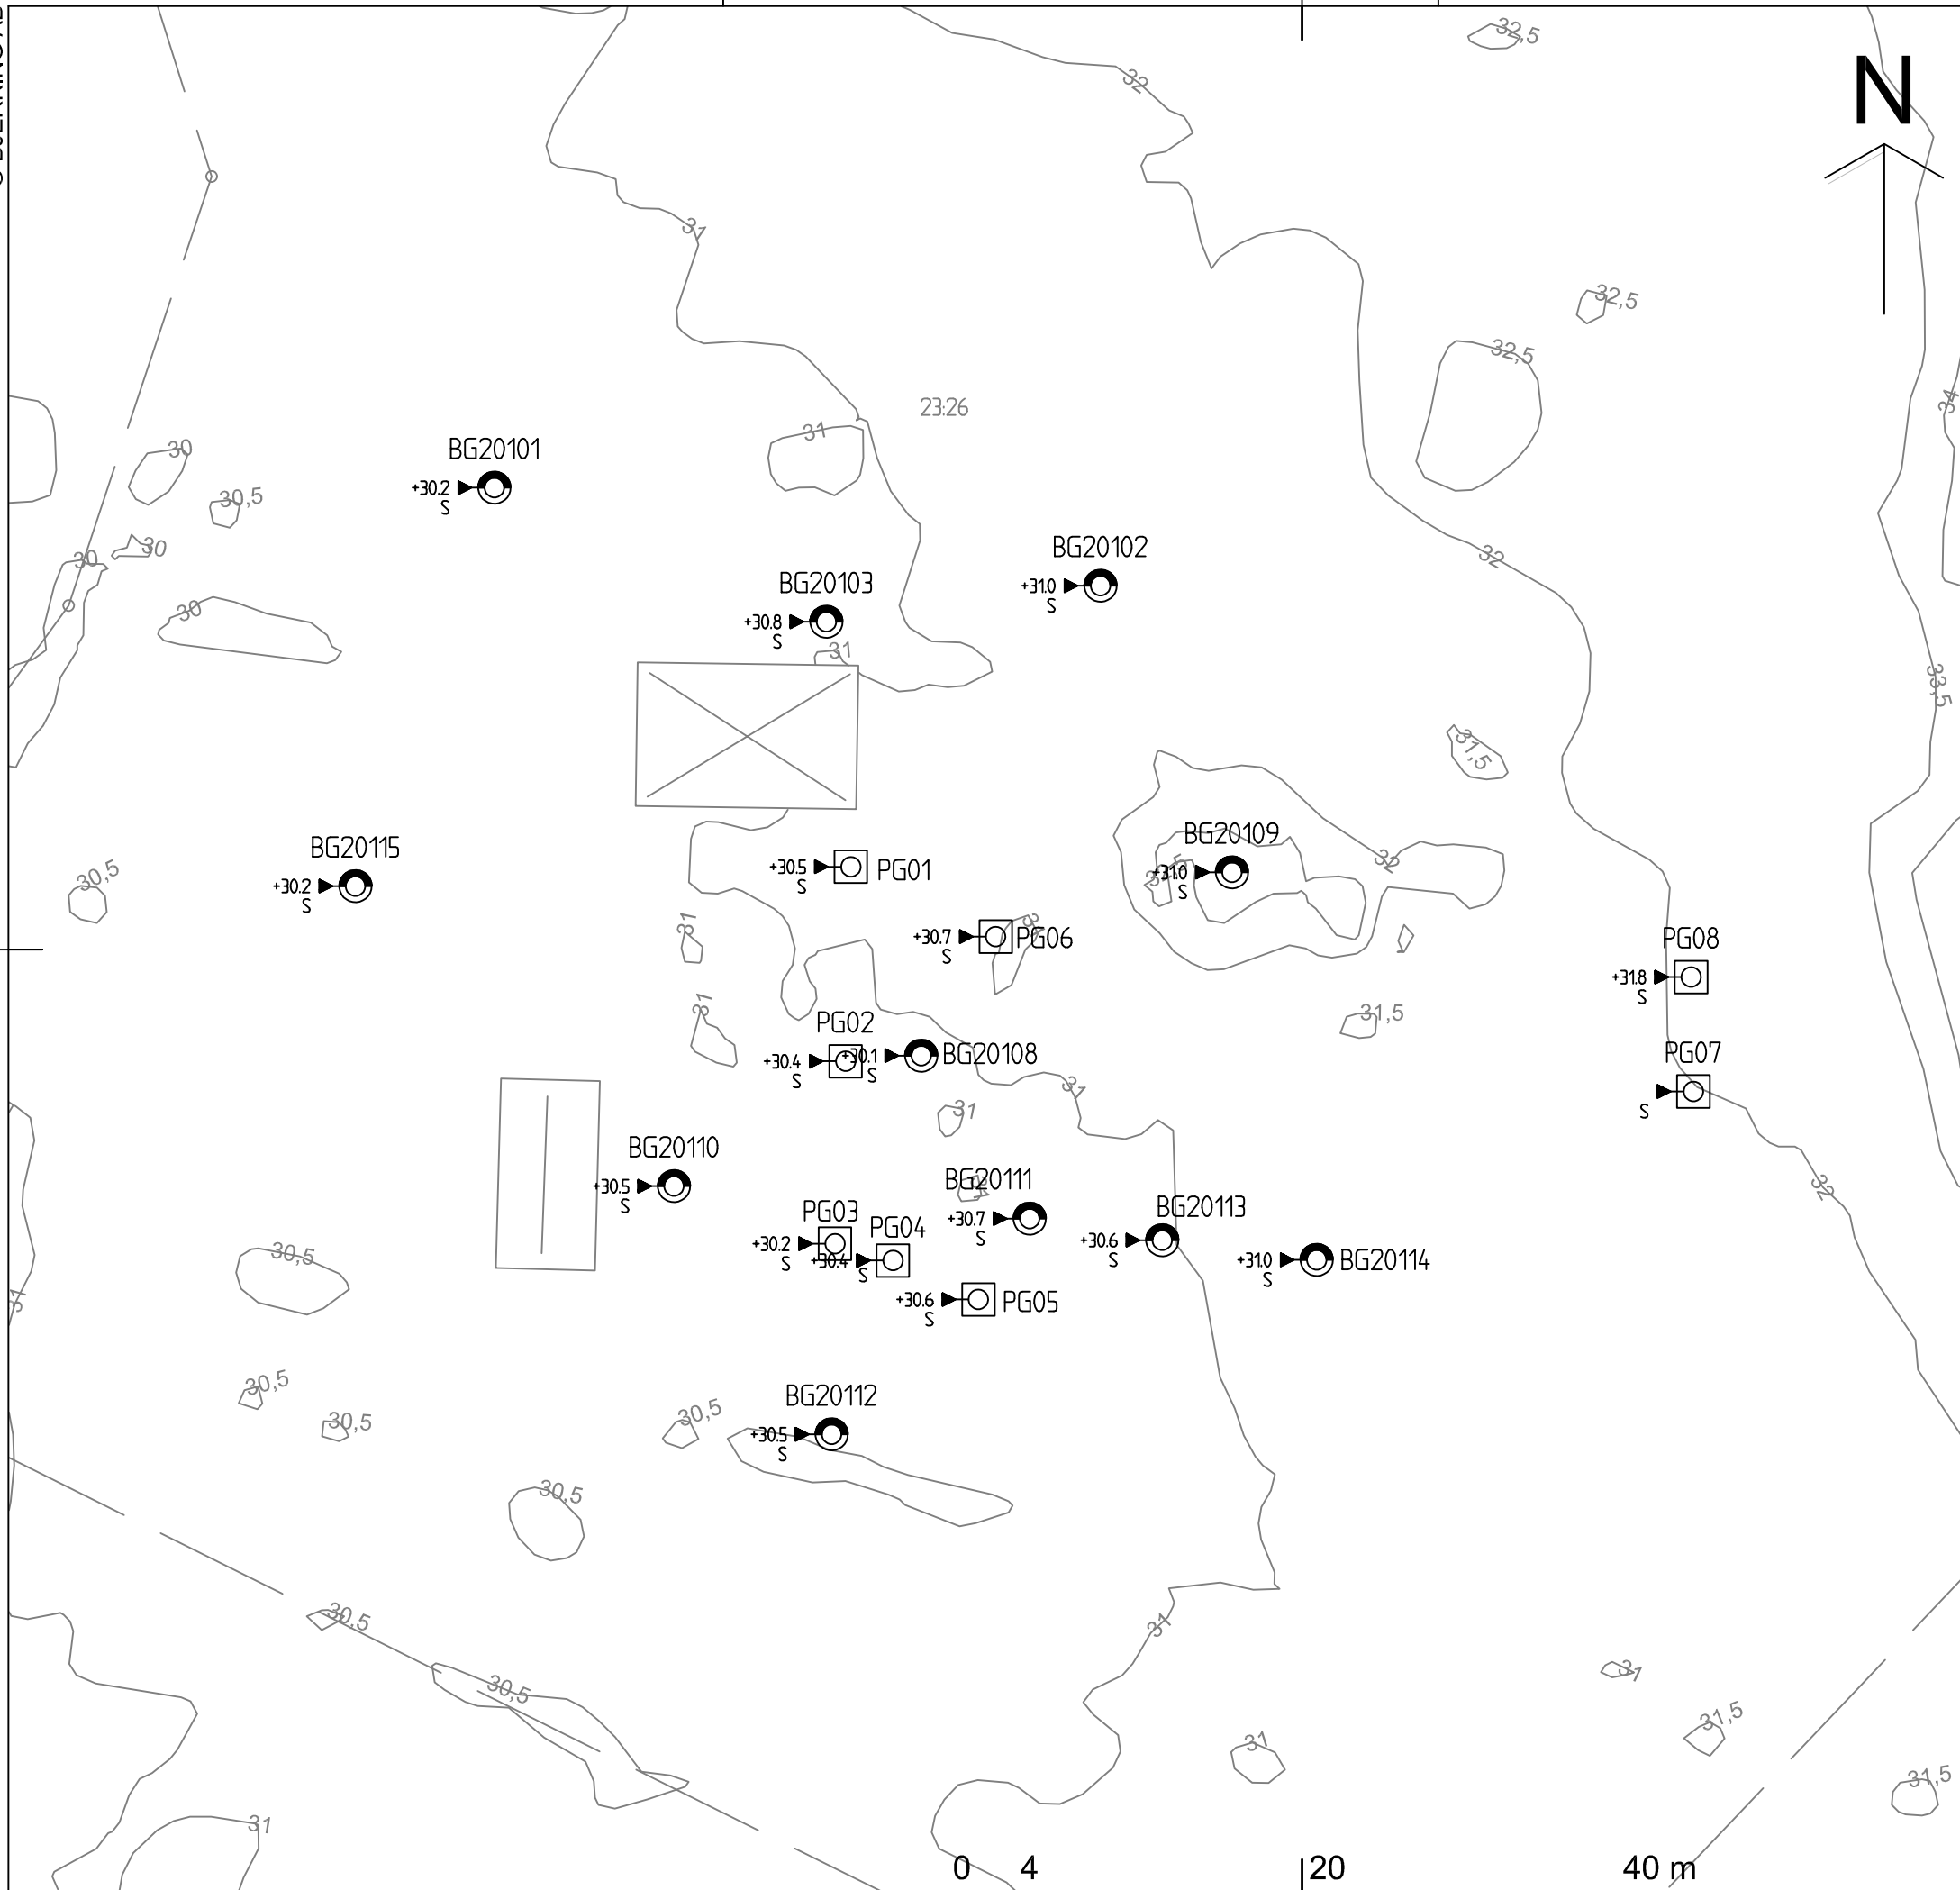 32,5
32
N
31
32,5
32,5
34
23:26
31
BG20101
30
+30.2
S
30,5
30
30
BG20102
32
+31.0
S
BG20103
30
+30.8
S
31
33,5
31,5
BG20109
32
+31.0
S
BG20115
+30.2
S
30,5
+30.5
PG01
S
31
+30.7
PG06
S
PG08
+31.8
S
31
31,5
PG02
+30.4
S
+30.1
BG20108
S
PG07
S
31
31
BG20110
+30.5
S
BG20111
+30.7
S
32
BG20113
+30.6
S
PG03
+30.2
S
PG04
+30.4
S
+31.0
BG20114
S
30,5
31
+30.6
PG05
S
30,5
BG20112
30,5
30,5
+30.5
S
30,5
30,5
31
31
30,5
31,5
31
31,5
31
0 4 20 40 m